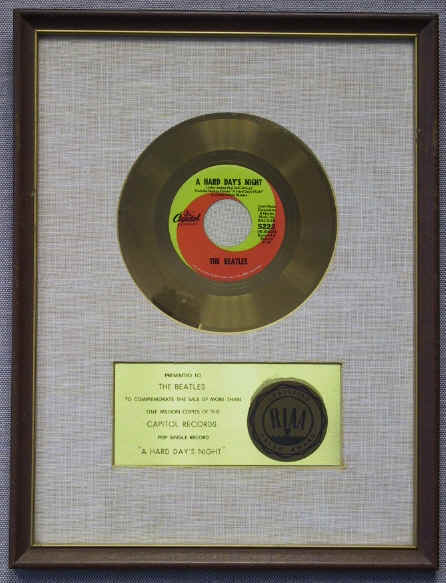 A HARD DAY'S NIGHT
Capitol
5222
THE BEATLES
PRESENTED TO
THE BEATLES
TO COMMEMORATE THE SALE OF MORE THAN
ONE MILLION COPIES OF THE
CAPITOL RECORDS
POP SINGLE RECORD
"A HARD DAY'S NIGHT"
RIAA